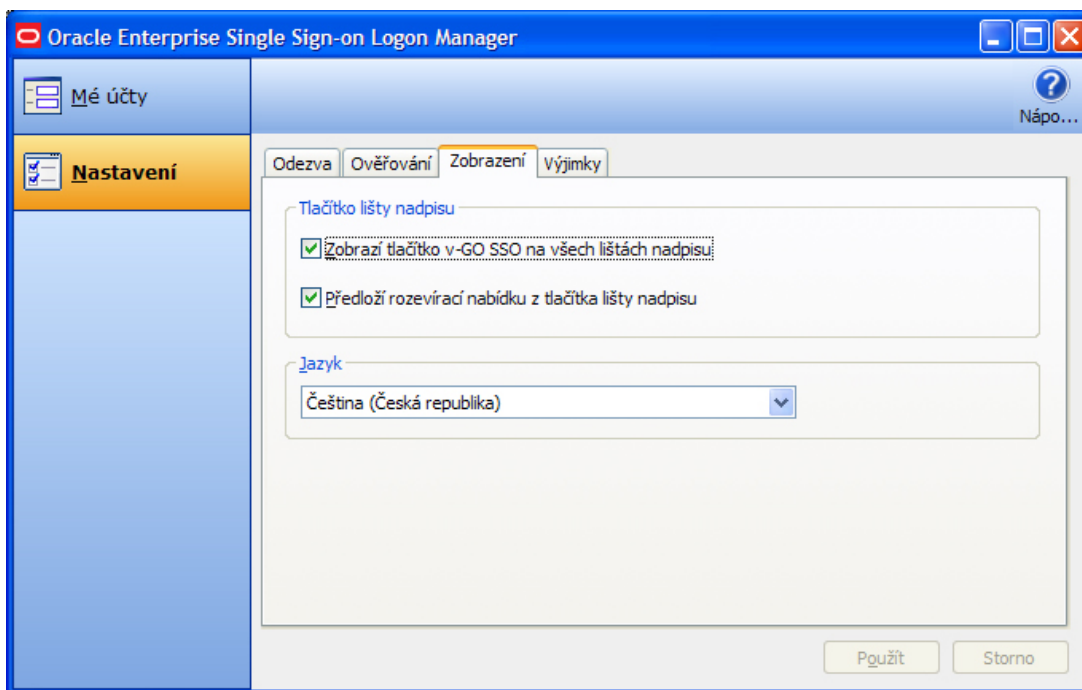 Oracle Enterprise Single Sign-on Logon Manager
Mé účty
Nápo...
Nastavení
Odezva Ověřování Zobrazení Výjimky
Tlačítko lišty nadpisu
Zobrazí tlačítko v-GO SSO na všech lištách nadpisu
Předloží rozevírací nabídku z tlačítka lišty nadpisu
Jazyk
Čeština (Česká republika)
Použít Storno